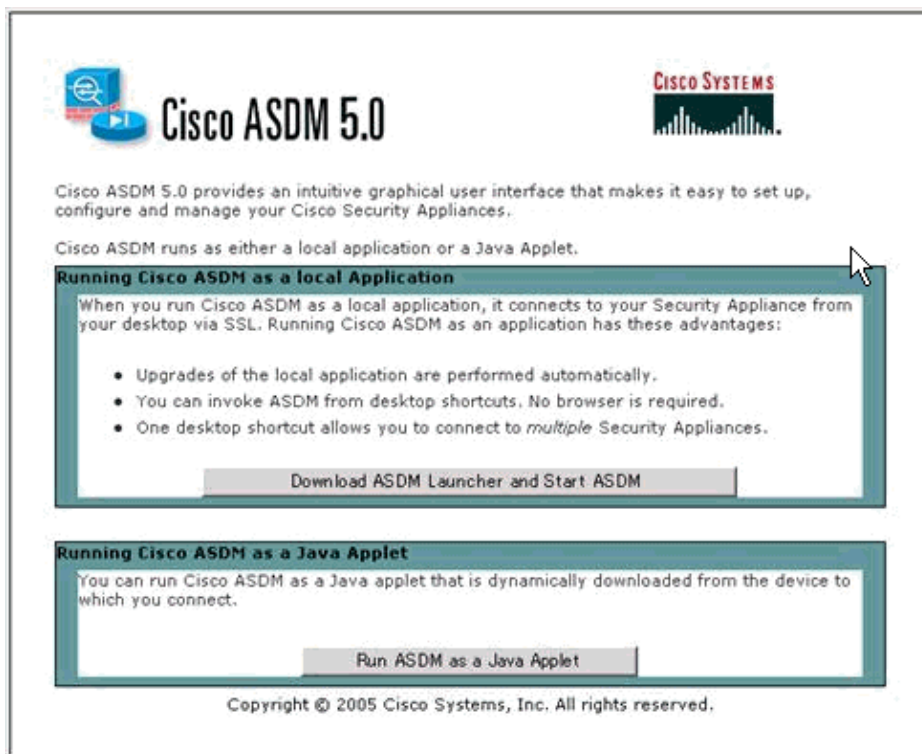 Cisco ASDM 5.0
CISCO SYSTEMS
Cisco ASDM 5.0 provides an intuitive graphical user interface that makes it easy to set up,
configure and manage your Cisco Security Appliances.
Cisco ASDM runs as either a local application or a Java Applet.
Running Cisco ASDM as a local Application
When you run Cisco ASDM as a local application, it connects to your Security Appliance from
your desktop via SSL. Running Cisco ASDM as an application has these advantages:
• Upgrades of the local application are performed automatically.
• You can invoke ASDM from desktop shortcuts. No browser is required.
• One desktop shortcut allows you to connect to multiple Security Appliances.
Download ASDM Launcher and Start ASDM
Running Cisco ASDM as a Java Applet
You can run Cisco ASDM as a Java applet that is dynamically downloaded from the device to
which you connect.
Run ASDM as a Java Applet
Copyright © 2005 Cisco Systems, Inc. All rights reserved.